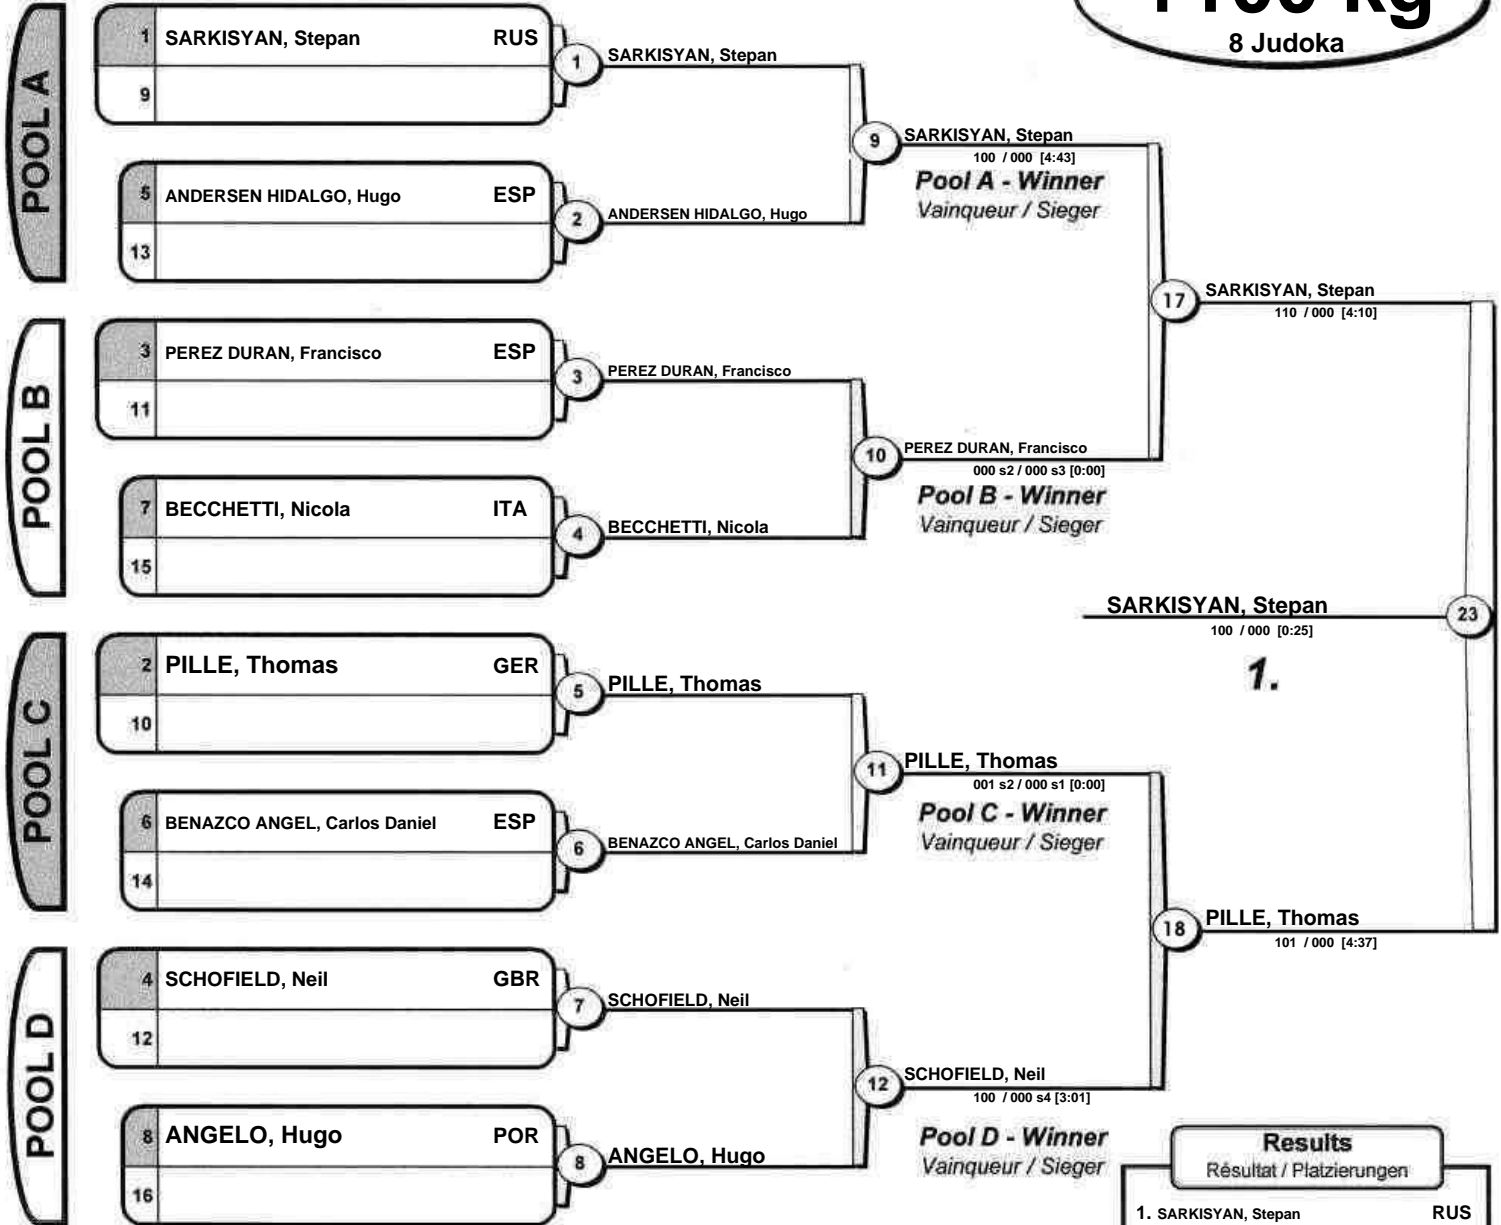 +100 kg
8 Judoka
POOL A
1 SARKISYAN, Stepan RUS
9
1
SARKISYAN, Stepan
5 ANDERSEN HIDALGO, Hugo ESP
13
2
ANDERSEN HIDALGO, Hugo
9
SARKISYAN, Stepan
100 / 000 [4:43]
Pool A - Winner
Vainqueur / Sieger
POOL B
3 PEREZ DURAN, Francisco ESP
11
3
PEREZ DURAN, Francisco
7 BECCHETTI, Nicola ITA
15
4
BECCHETTI, Nicola
10
PEREZ DURAN, Francisco
000 s2 / 000 s3 [0:00]
Pool B - Winner
Vainqueur / Sieger
17
SARKISYAN, Stepan
110 / 000 [4:10]
SARKISYAN, Stepan
100 / 000 [0:25]
23
1.
POOL C
2 PILLE, Thomas GER
10
5
PILLE, Thomas
6 BENAZCO ANGEL, Carlos Daniel ESP
14
6
BENAZCO ANGEL, Carlos Daniel
11
PILLE, Thomas
001 s2 / 000 s1 [0:00]
Pool C - Winner
Vainqueur / Sieger
18
PILLE, Thomas
101 / 000 [4:37]
POOL D
4 SCHOFIELD, Neil GBR
12
7
SCHOFIELD, Neil
8 ANGELO, Hugo POR
16
8
ANGELO, Hugo
12
SCHOFIELD, Neil
100 / 000 s4 [3:01]
Pool D - Winner
Vainqueur / Sieger
Results
Résultat / Platzierungen
1. SARKISYAN, Stepan RUS